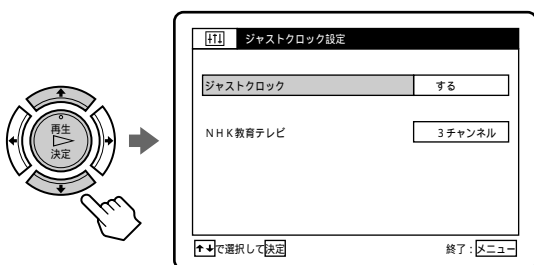 ジャストクロック設定
ジャストクロック
する
NHK教育テレビ
3チャンネル
再生
決定
↑↓で選択して決定
終了:メニュー